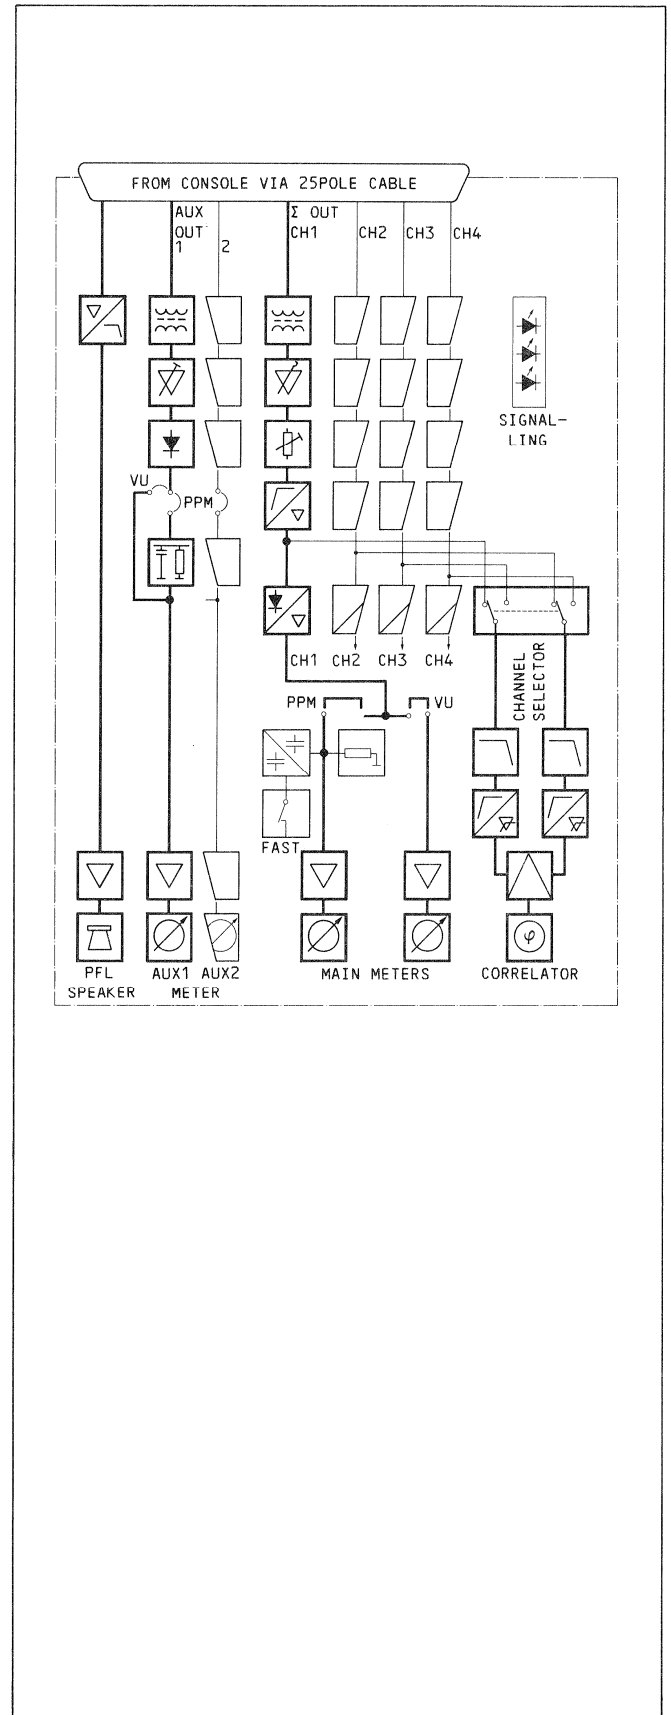 FROM CONSOLE VIA 25POLE CABLE
AUX
OUT
1
2
Σ OUT
CH1
CH2
CH3
CH4
SIGNAL-
LING
VU
PPM
CH1
CH2
CH3
CH4
CHANNEL
SELECTOR
PPM
VU
FAST
φ
PFL
SPEAKER
AUX1 AUX2
METER
MAIN METERS
CORRELATOR